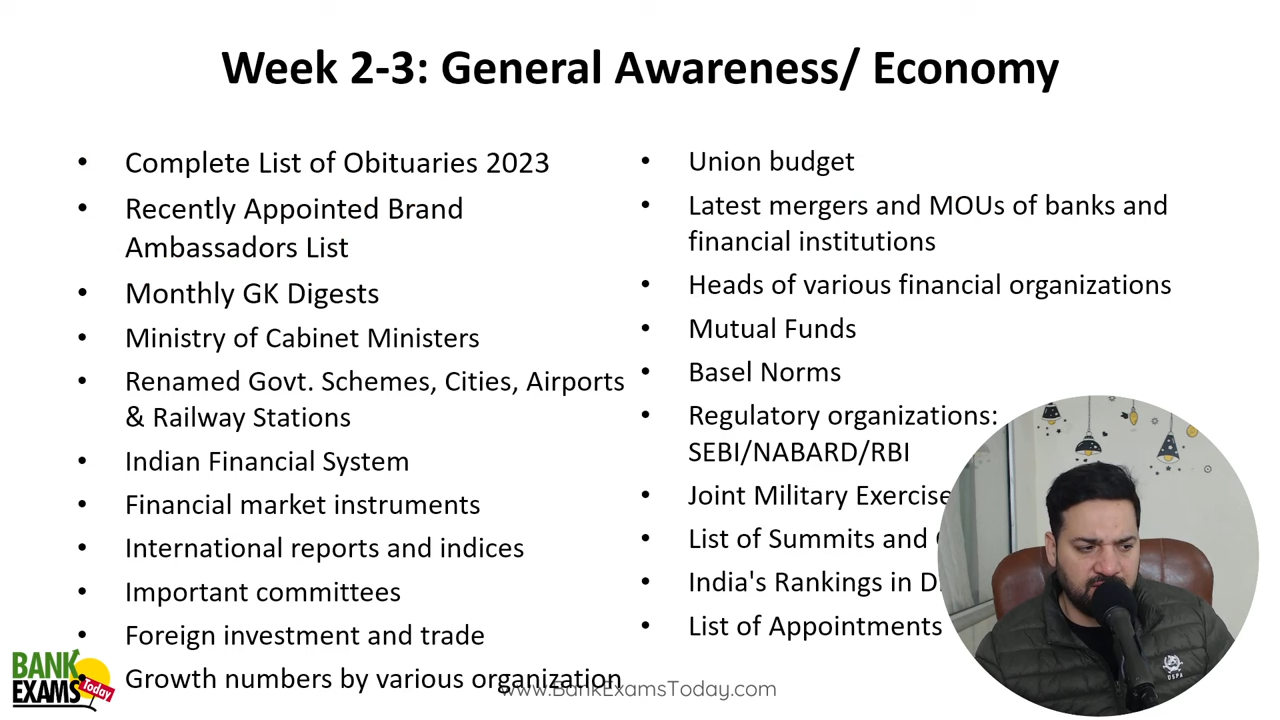 Week 2-3: General Awareness/ Economy
Complete List of Obituaries 2023
Recently Appointed Brand
Ambassadors List
Monthly GK Digests
Ministry of Cabinet Ministers
Renamed Govt. Schemes, Cities, Airports
& Railway Stations
Indian Financial System
Financial market instruments
International reports and indices
Important committees
Foreign investment and trade
Growth numbers by various organization
Union budget
Latest mergers and MOUs of banks and
financial institutions
Heads of various financial organizations
Mutual Funds
Basel Norms
Regulatory organizations:
SEBI/NABARD/RBI
Joint Military Exercise
List of Summits and
India's Rankings in
List of Appointments
BANK
EXAMS Today
www.BankExamsToday.com
USPA